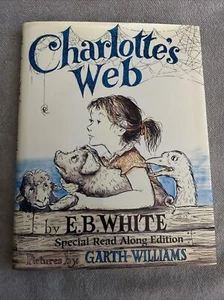 Charlotte's
Web
by E.B. WHITE
Special Read Along Edition
Pictures by GARTH WILLIAMS